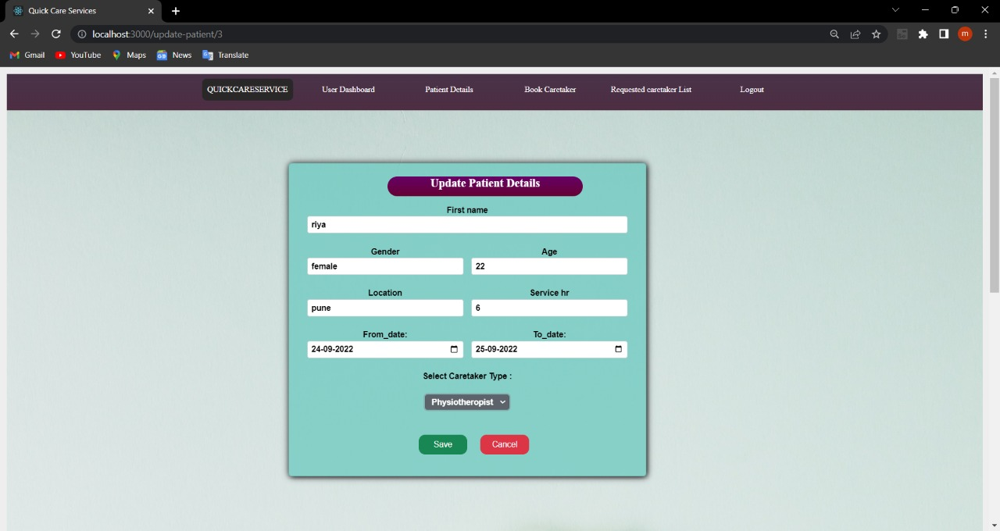 Quick Care Services
localhost:3000/update-patient/3
m
Gmail YouTube Maps News Translate
QUICKCARESERVICE User Dashboard Patient Details Book Caretaker Requested caretaker List Logout
Update Patient Details
First name
riya
Gender Age
female 22
Location Service hr
pune 6
From_date: To_date:
24-09-2022 25-09-2022
Select Caretaker Type :
Physiotheropist
Save Cancel